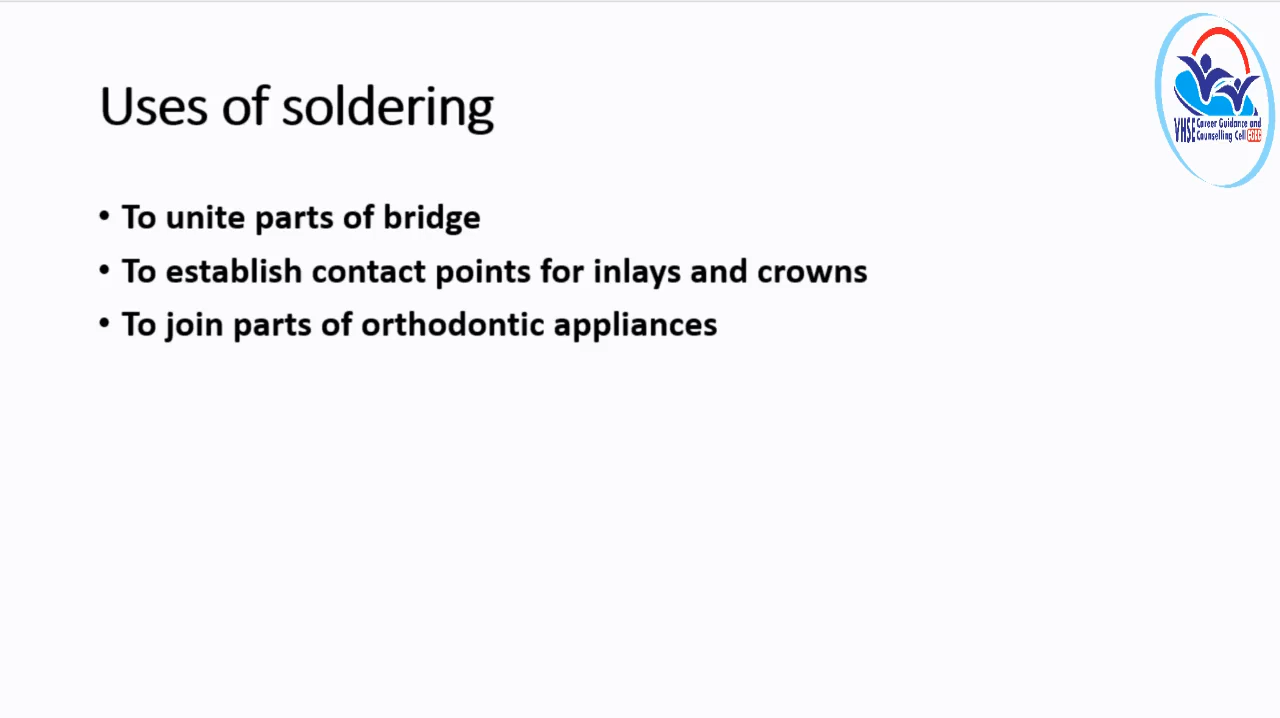 Uses of soldering
• To unite parts of bridge
• To establish contact points for inlays and crowns
• To join parts of orthodontic appliances
VHSE Career Guidance and
Counselling Cell